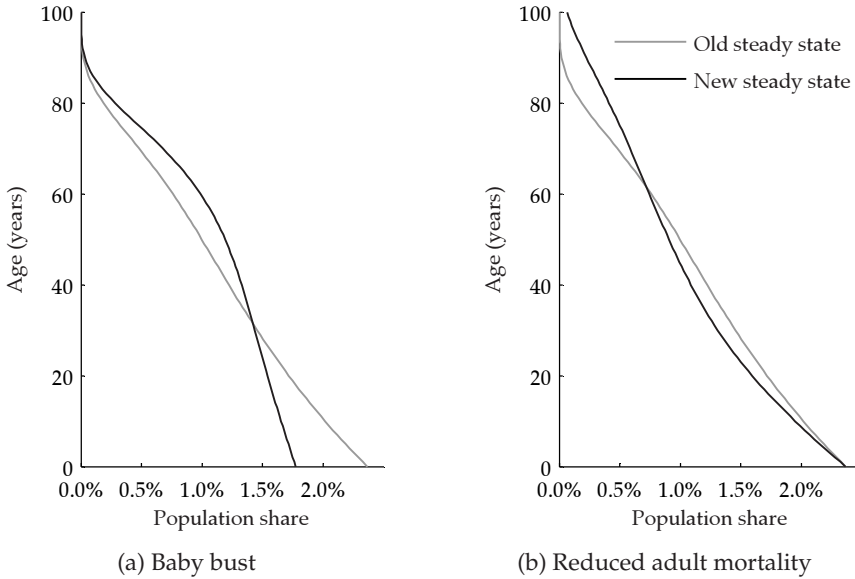 100
80
60
40
20
0
Age (years)
0.0% 0.5% 1.0% 1.5% 2.0%
Population share
(a) Baby bust
100
80
60
40
20
0
Age (years)
Old steady state
New steady state
0.0% 0.5% 1.0% 1.5% 2.0%
Population share
(b) Reduced adult mortality